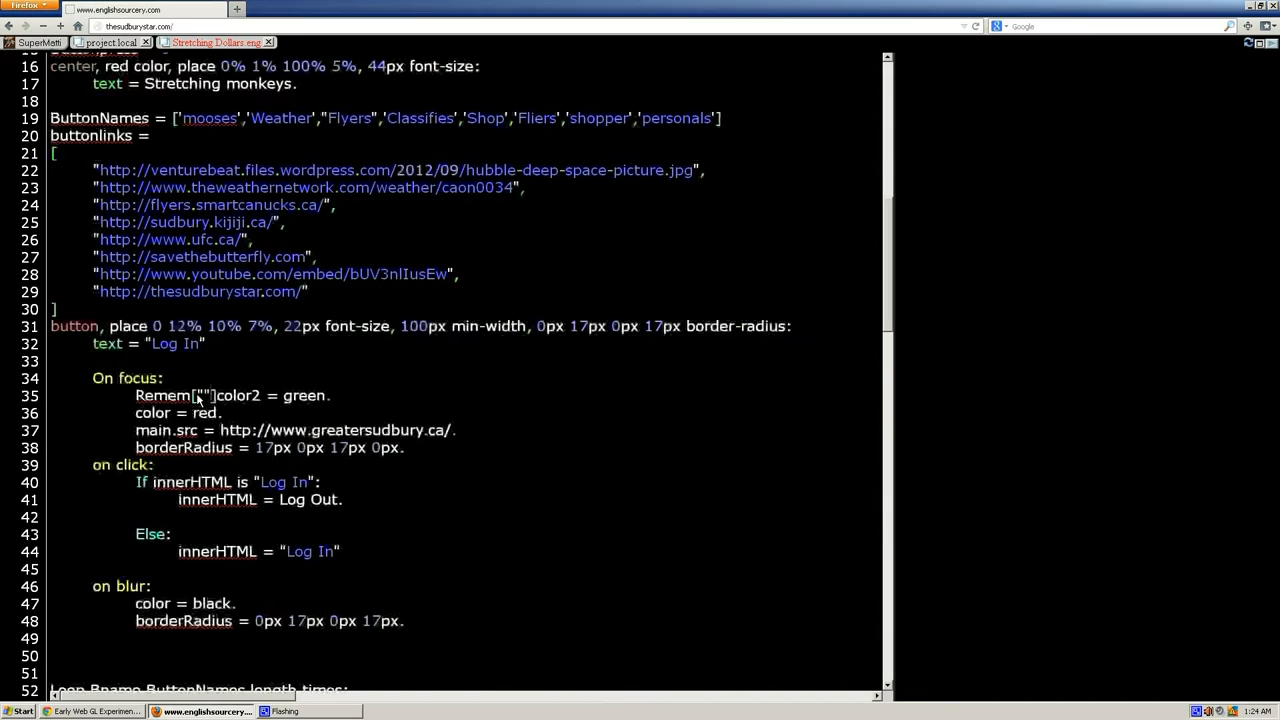 Firefox
www.englishsourcery.com
thesudburystar.com/
Google
SuperMatti
project.local
Stretching Dollars.eng
16 center, red color, place 0% 1% 100% 5%, 44px font-size:
17 text = Stretching monkeys.
18
19 ButtonNames = ['mooses','Weather',"Flyers",'Classifies','Shop','Fliers','shopper','personals']
20 buttonlinks =
21 [
22 "http://venturebeat.files.wordpress.com/2012/09/hubble-deep-space-picture.jpg",
23 "http://www.theweathernetwork.com/weather/caon0034",
24 "http://flyers.smartcanucks.ca/",
25 "http://sudbury.kijiji.ca/",
26 "http://www.ufc.ca/",
27 "http://savethebutterfly.com",
28 "http://www.youtube.com/embed/bUV3nlIusEw",
29 "http://thesudburystar.com/"
30 ]
31 button, place 0 12% 10% 7%, 22px font-size, 100px min-width, 0px 17px 0px 17px border-radius:
32 text = "Log In"
33
34 On focus:
35 Remem[""]color2 = green.
36 color = red.
37 main.src = http://www.greatersudbury.ca/.
38 borderRadius = 17px 0px 17px 0px.
39 on click:
40 If innerHTML is "Log In":
41 innerHTML = Log Out.
42
43 Else:
44 innerHTML = "Log In"
45
46 on blur:
47 color = black.
48 borderRadius = 0px 17px 0px 17px.
49
50
51
52 Loop Bname ButtonNames length times:
Start
Early Web GL Experimen...
www.englishsourcery....
Flashing
1:24 AM